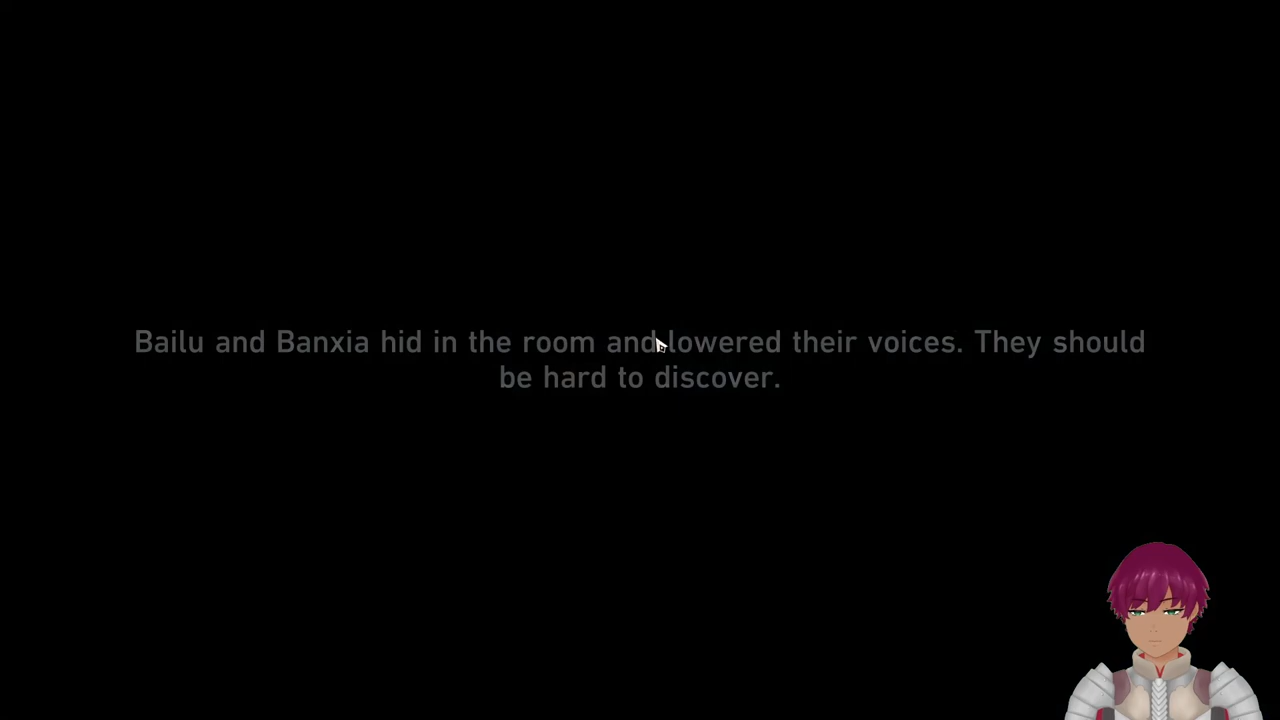 Bailu and Banxia hid in the room and lowered their voices. They should
be hard to discover.